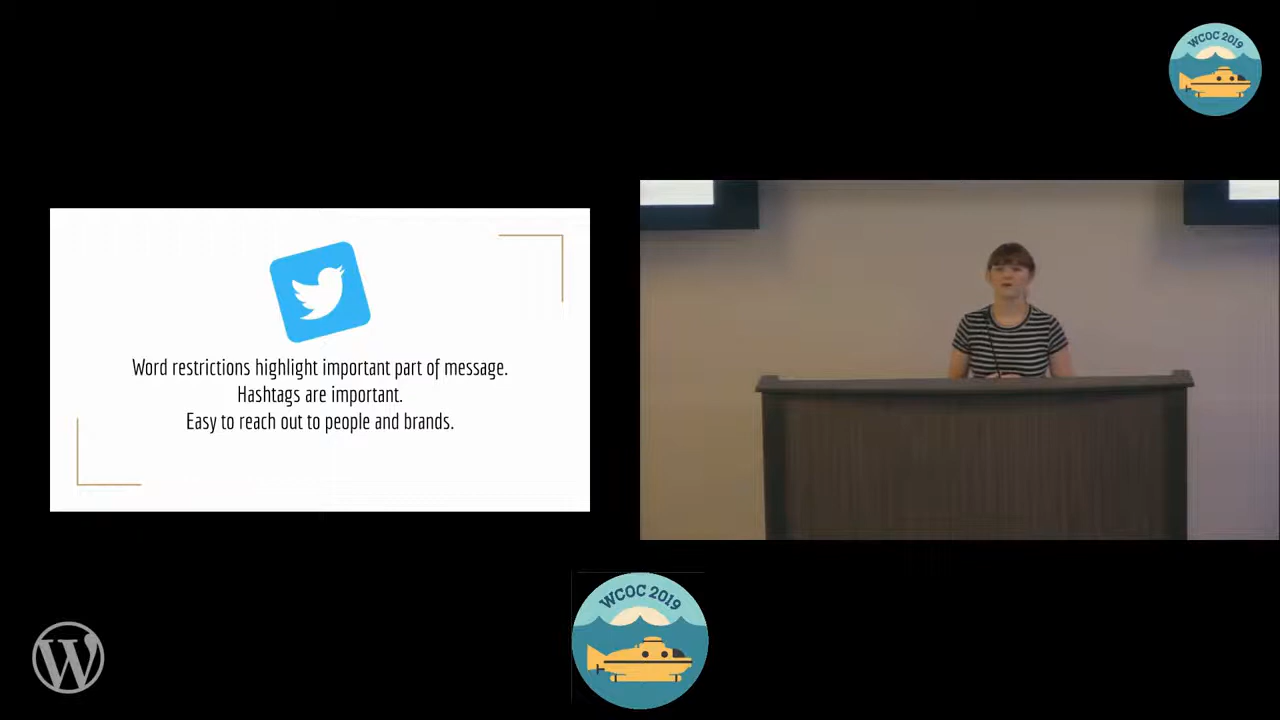 WCOC 2019
Word restrictions highlight important part of message.
Hashtags are important.
Easy to reach out to people and brands.
WCOC 2019